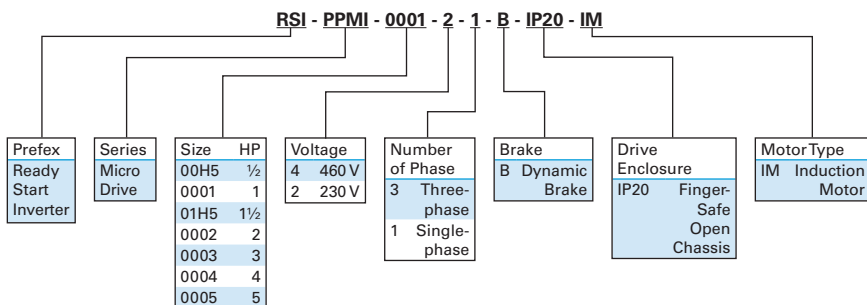 RSI - PPMI - 0001 - 2 - 1 - B - IP20 - IM
Prefex
Ready
Start
Inverter
Series
Micro
Drive
Size HP
00H5 ½
0001 1
01H5 1½
0002 2
0003 3
0004 4
0005 5
Voltage
4 460 V
2 230 V
Number
of Phase
3 Three-
phase
1 Single-
phase
Brake
B Dynamic
Brake
Drive
Enclosure
IP20 Finger-
Safe
Open
Chassis
Motor Type
IM Induction
Motor